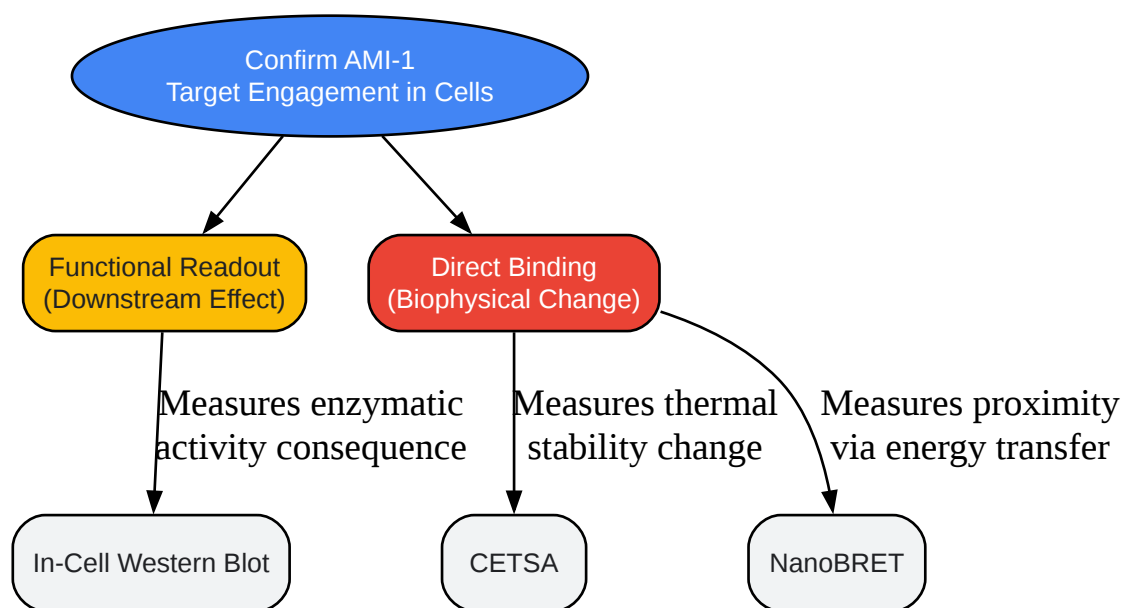 Confirm AMI-1
Target Engagement in Cells
Functional Readout
(Downstream Effect)
Direct Binding
(Biophysical Change)
Measures enzymatic
activity consequence
Measures thermal
stability change
Measures proximity
via energy transfer
In-Cell Western Blot
CETSA
NanoBRET